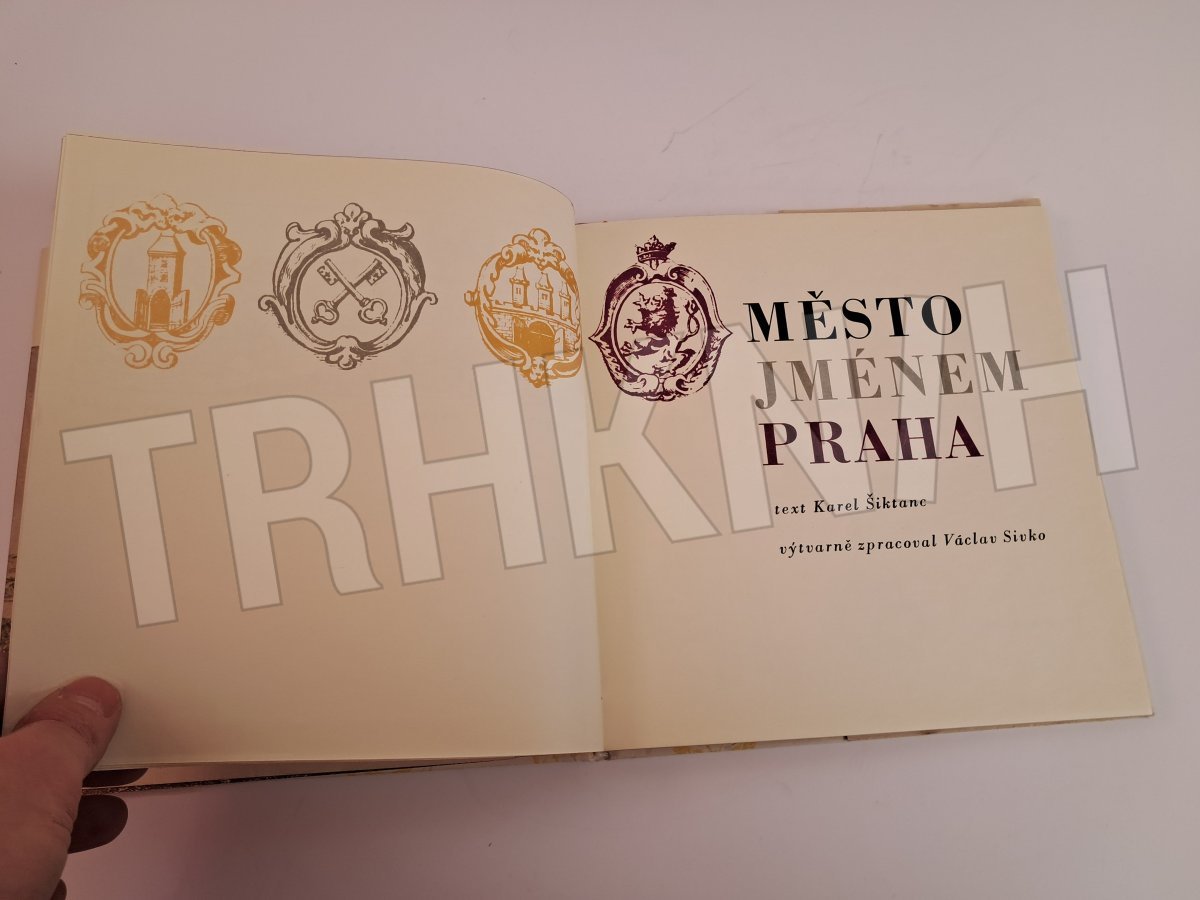 MĚSTO
JMÉNEM
PRAHA
text Karel Šiktanc
výtvarně zpracoval Václav Sivko
TRHKNIH